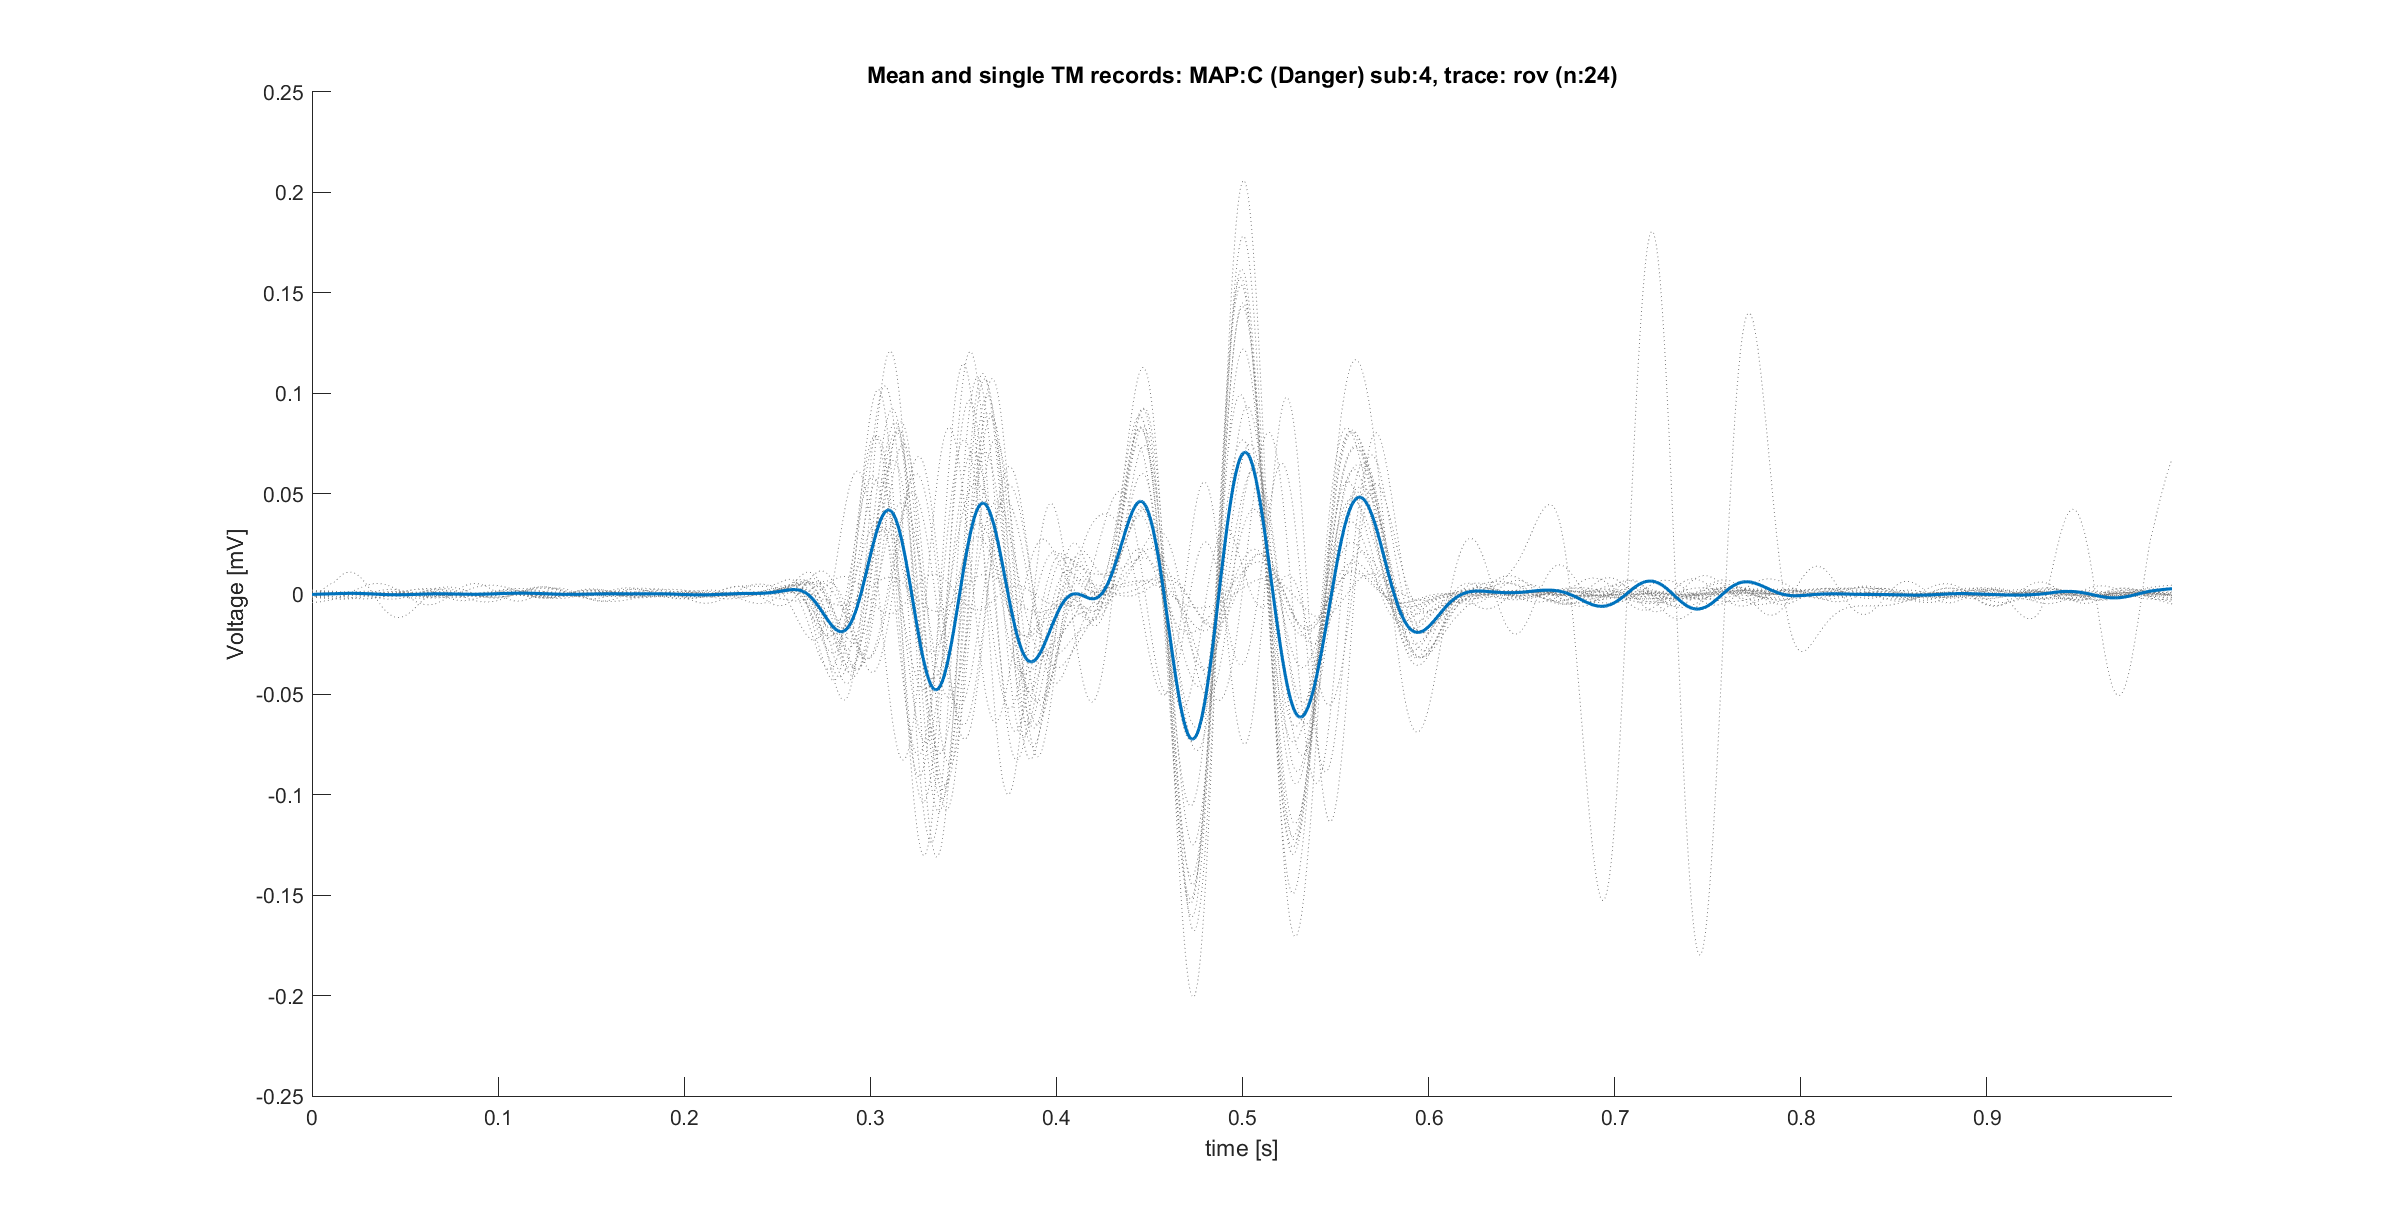 Mean and single TM records: MAP:C (Danger) sub:4, trace: rov (n:24)
0.25
0.2
0.15
0.1
0.05
0
-0.05
-0.1
-0.15
-0.2
-0.25
Voltage [mV]
0 0.1 0.2 0.3 0.4 0.5 0.6 0.7 0.8 0.9
time [s]